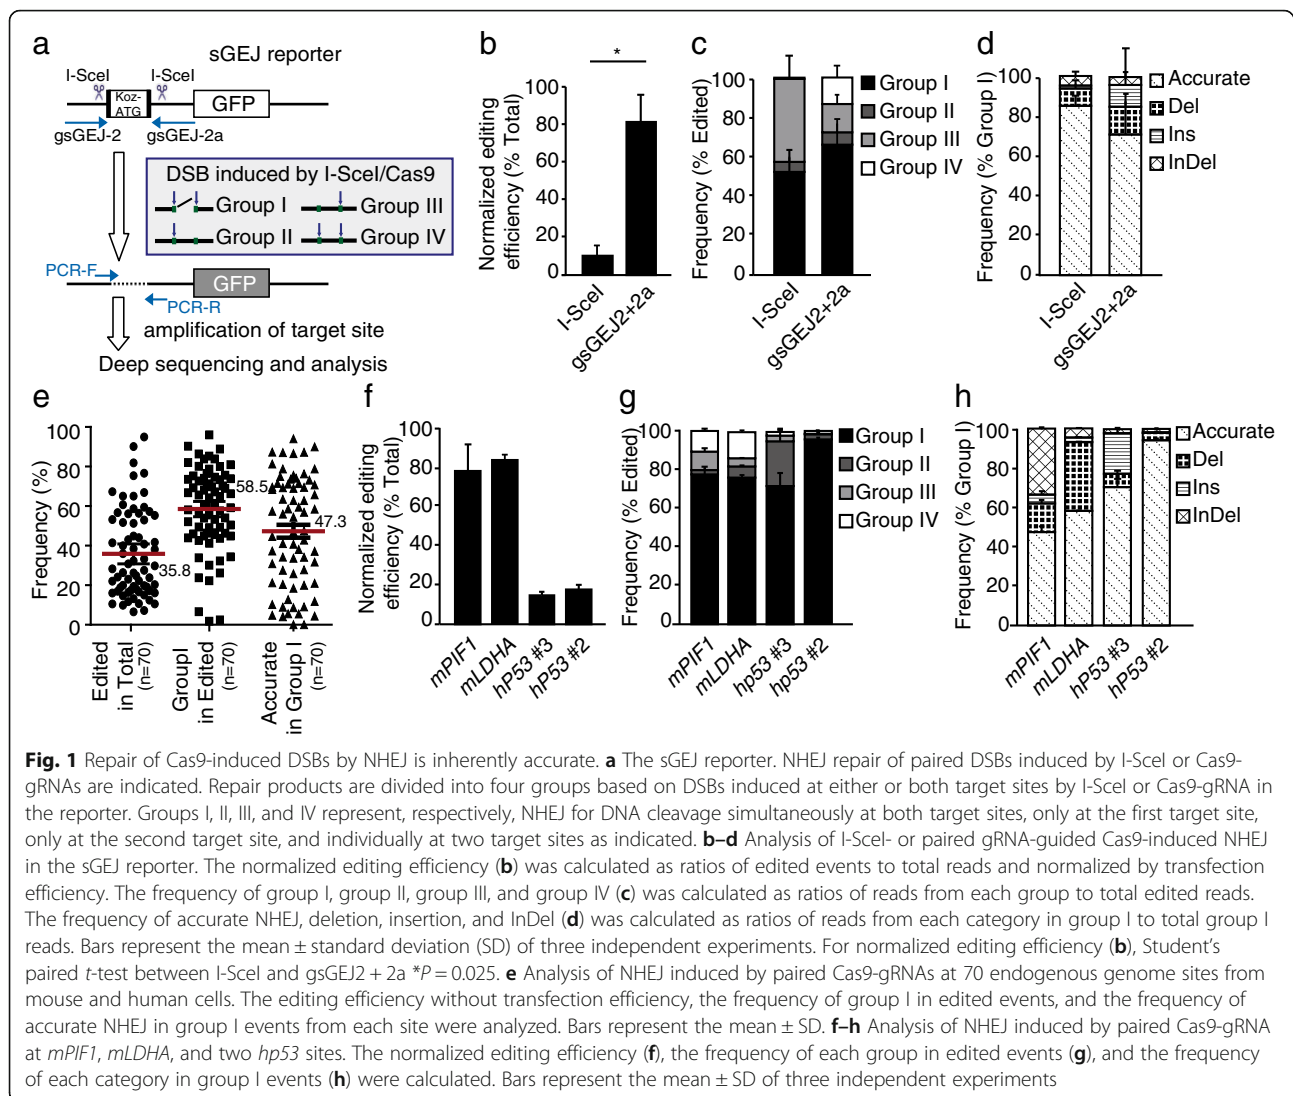 a
sGEJ reporter
I-SceI
I-SceI
Koz-
ATG
GFP
gsGEJ-2
gsGEJ-2a
DSB induced by I-SceI/Cas9
Group I
Group III
Group II
Group IV
PCR-F
GFP
PCR-R
amplification of target site
Deep sequencing and analysis
b
Normalized editing
efficiency (% Total)
100
80
60
40
20
0
*
I-SceI
gsGEJ2+2a
c
Frequency (% Edited)
100
80
60
40
20
0
I-SceI
gsGEJ2+2a
Group I
Group II
Group III
Group IV
d
Frequency (% Group I)
100
80
60
40
20
0
I-SceI
gsGEJ2+2a
Accurate
Del
Ins
InDel
e
Frequency (%)
100
80
60
40
20
0
35.8
58.5
47.3
Edited
in Total
(n=70)
GroupI
in Edited
(n=70)
Accurate
in Group I
(n=70)
f
Normalized editing
efficiency (% Total)
100
80
60
40
20
0
mPIF1
mLDHA
hP53 #3
hP53 #2
g
Frequency (% Edited)
100
80
60
40
20
0
mPIF1
mLDHA
hp53 #3
hp53 #2
Group I
Group II
Group III
Group IV
h
Frequency (% Group I)
100
80
60
40
20
0
mPIF1
mLDHA
hP53 #3
hP53 #2
Accurate
Del
Ins
InDel
Fig. 1 Repair of Cas9-induced DSBs by NHEJ is inherently accurate. a The sGEJ reporter. NHEJ repair of paired DSBs induced by I-SceI or Cas9-
gRNAs are indicated. Repair products are divided into four groups based on DSBs induced at either or both target sites by I-SceI or Cas9-gRNA in
the reporter. Groups I, II, III, and IV represent, respectively, NHEJ for DNA cleavage simultaneously at both target sites, only at the first target site,
only at the second target site, and individually at two target sites as indicated. b–d Analysis of I-SceI- or paired gRNA-guided Cas9-induced NHEJ
in the sGEJ reporter. The normalized editing efficiency (b) was calculated as ratios of edited events to total reads and normalized by transfection
efficiency. The frequency of group I, group II, group III, and group IV (c) was calculated as ratios of reads from each group to total edited reads.
The frequency of accurate NHEJ, deletion, insertion, and InDel (d) was calculated as ratios of reads from each category in group I to total group I
reads. Bars represent the mean ± standard deviation (SD) of three independent experiments. For normalized editing efficiency (b), Student's
paired t-test between I-SceI and gsGEJ2 + 2a *P = 0.025. e Analysis of NHEJ induced by paired Cas9-gRNAs at 70 endogenous genome sites from
mouse and human cells. The editing efficiency without transfection efficiency, the frequency of group I in edited events, and the frequency of
accurate NHEJ in group I events from each site were analyzed. Bars represent the mean ± SD. f–h Analysis of NHEJ induced by paired Cas9-gRNA
at mPIF1, mLDHA, and two hp53 sites. The normalized editing efficiency (f), the frequency of each group in edited events (g), and the frequency
of each category in group I events (h) were calculated. Bars represent the mean ± SD of three independent experiments